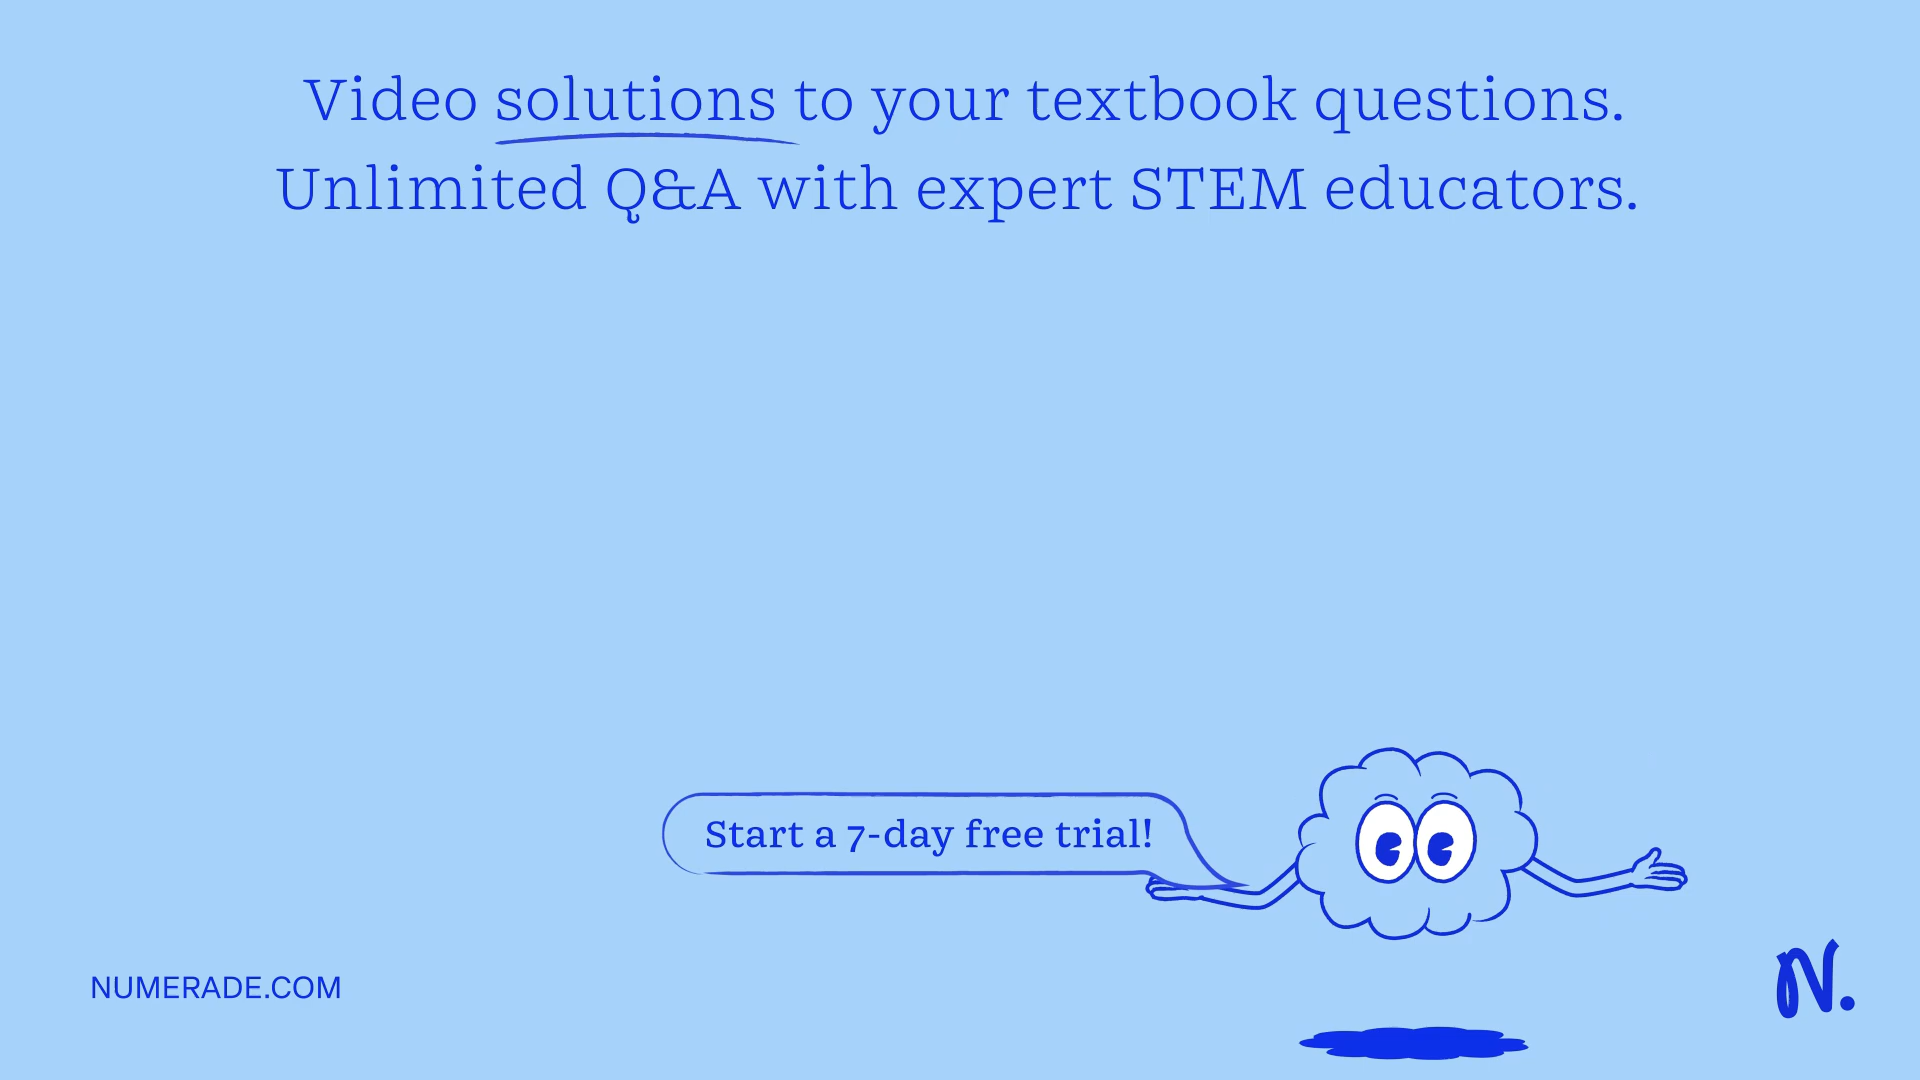 Video solutions to your textbook questions.
Unlimited Q&A with expert STEM educators.
Start a 7-day free trial!
NUMERADE.COM
N.